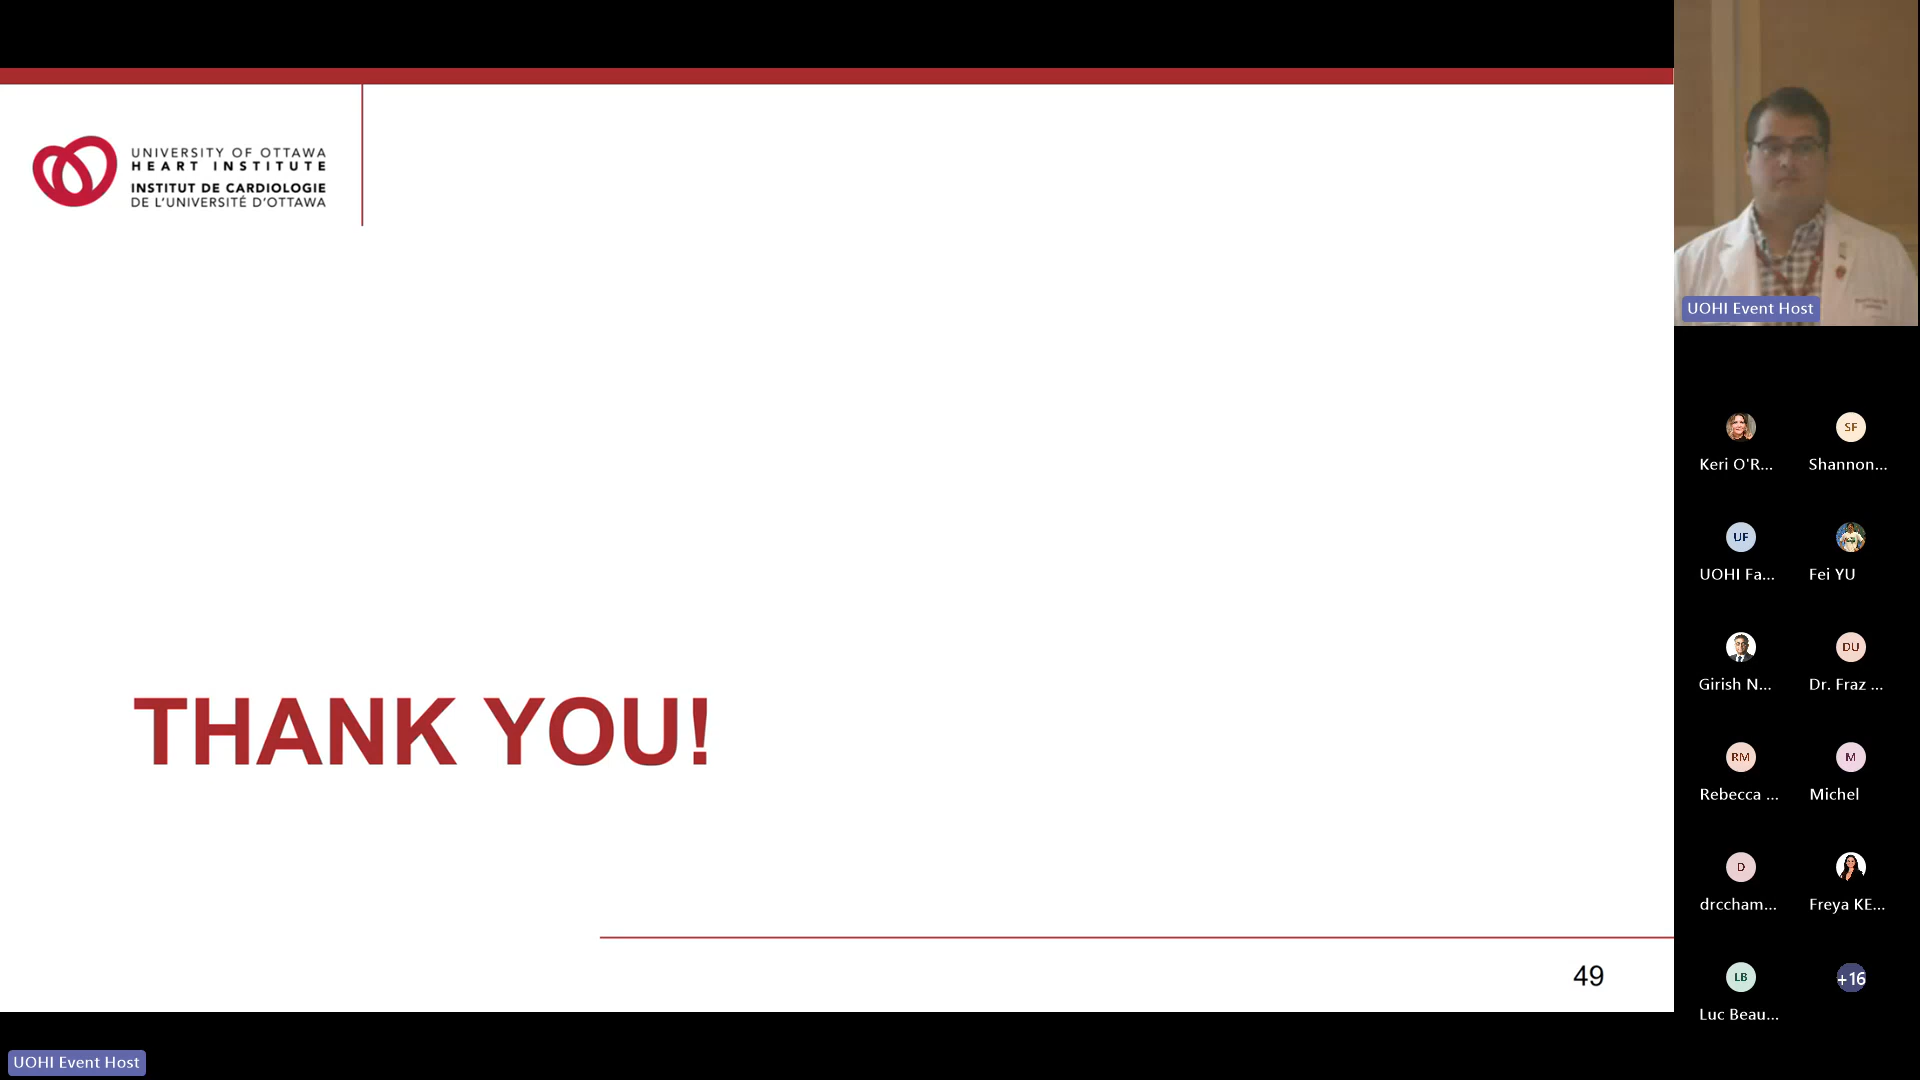 UNIVERSITY OF OTTAWA
HEART INSTITUTE
INSTITUT DE CARDIOLOGIE
DE L'UNIVERSITÉ D'OTTAWA
THANK YOU!
49
UOHI Event Host
UOHI Event Host
Keri O'R...
SF
Shannon...
UF
UOHI Fa...
Fei YU
Girish N...
DU
Dr. Fraz ...
RM
Rebecca ...
M
Michel
D
drccham...
Freya KE...
LB
Luc Beau...
+16